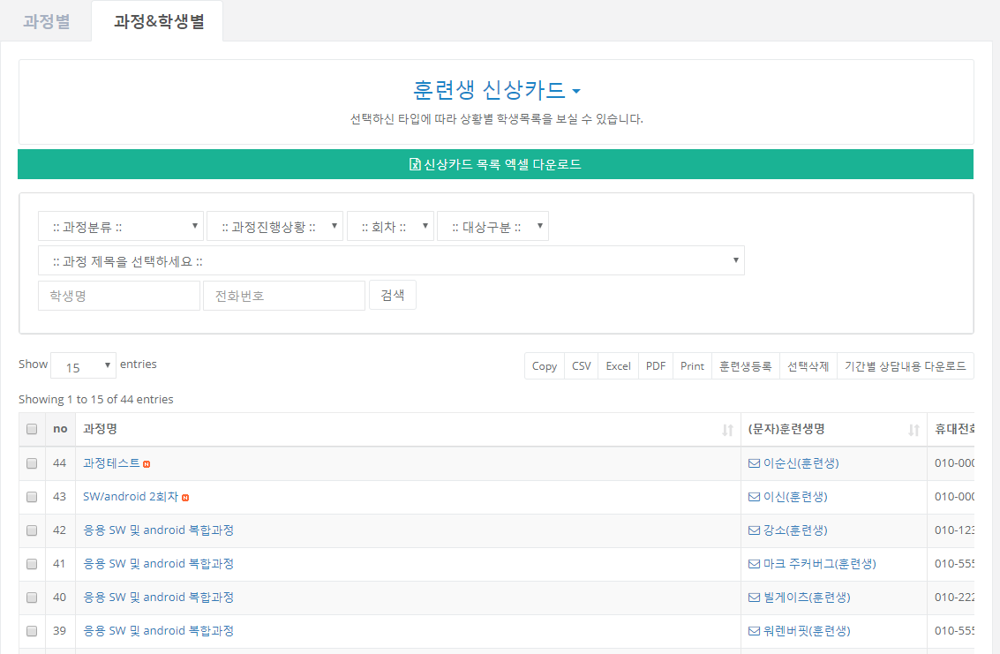 과정별 과정&학생별
훈련생 신상카드
선택하신 타입에 따라 상황별 학생목록을 보실 수 있습니다.
신상카드 목록 엑셀 다운로드
:: 과정분류 :: :: 과정진행상황 :: :: 회차 :: :: 대상구분 ::
:: 과정 제목을 선택하세요 ::
학생명 전화번호 검색
Show 15 entries Copy CSV Excel PDF Print 훈련생등록 선택삭제 기간별 상담내용 다운로드
Showing 1 to 15 of 44 entries
no 과정명 (문자)훈련생명 휴대전화
44 과정테스트 N 이순신(훈련생) 010-000
43 SW/android 2회차 N 이신(훈련생) 010-000
42 응용 SW 및 android 복합과정 강소(훈련생) 010-123
41 응용 SW 및 android 복합과정 마크 주커버그(훈련생) 010-555
40 응용 SW 및 android 복합과정 빌게이츠(훈련생) 010-222
39 응용 SW 및 android 복합과정 워렌버핏(훈련생) 010-555